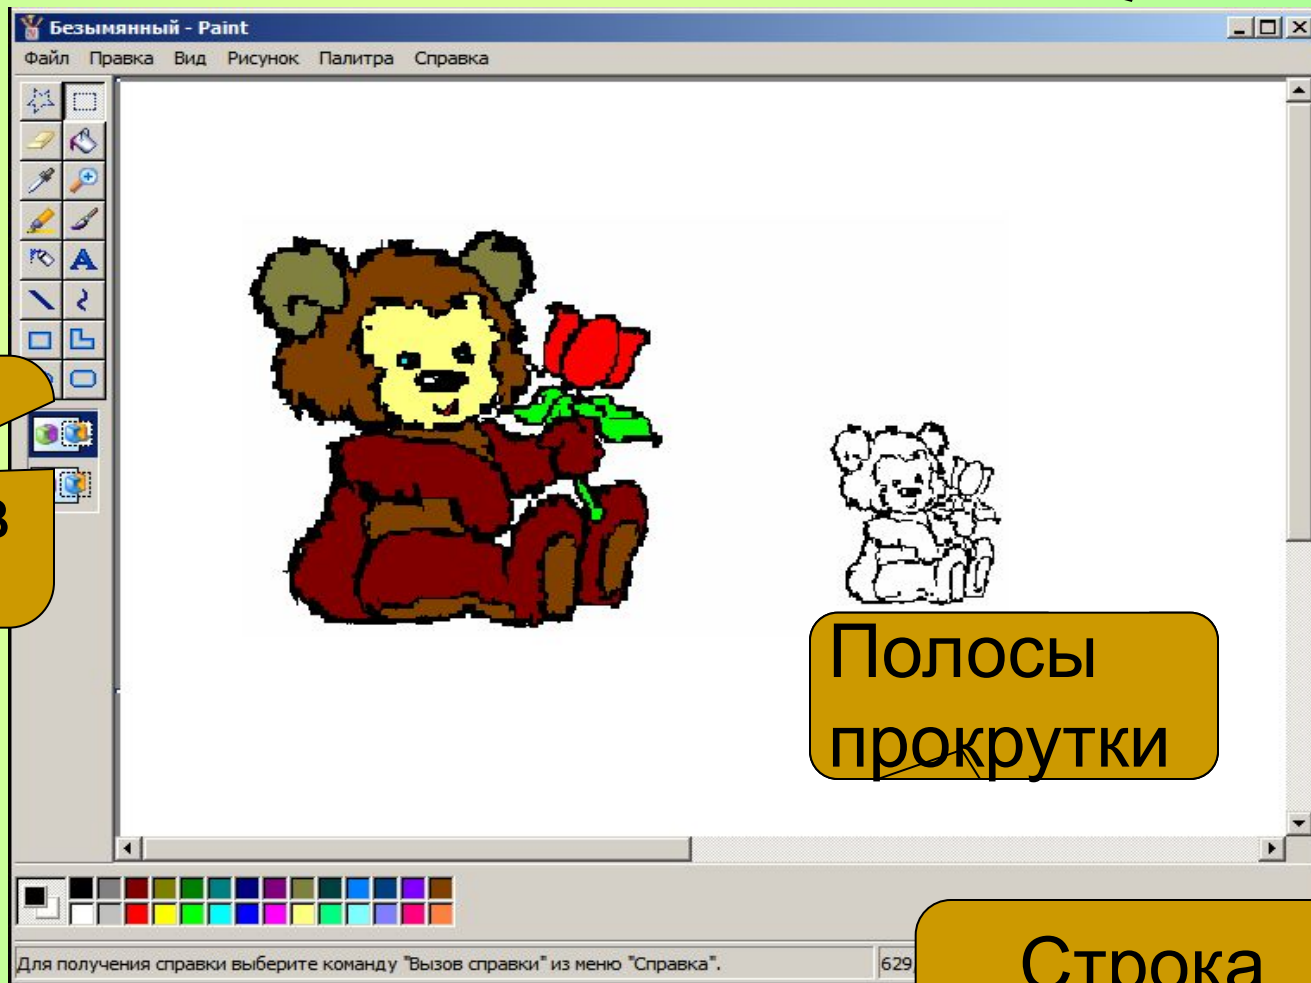 Безымянный - Paint
Файл Правка Вид Рисунок Палитра Справка
A
в
Полосы
прокрутки
Для получения справки выберите команду "Вызов справки" из меню "Справка".
629,
Строка